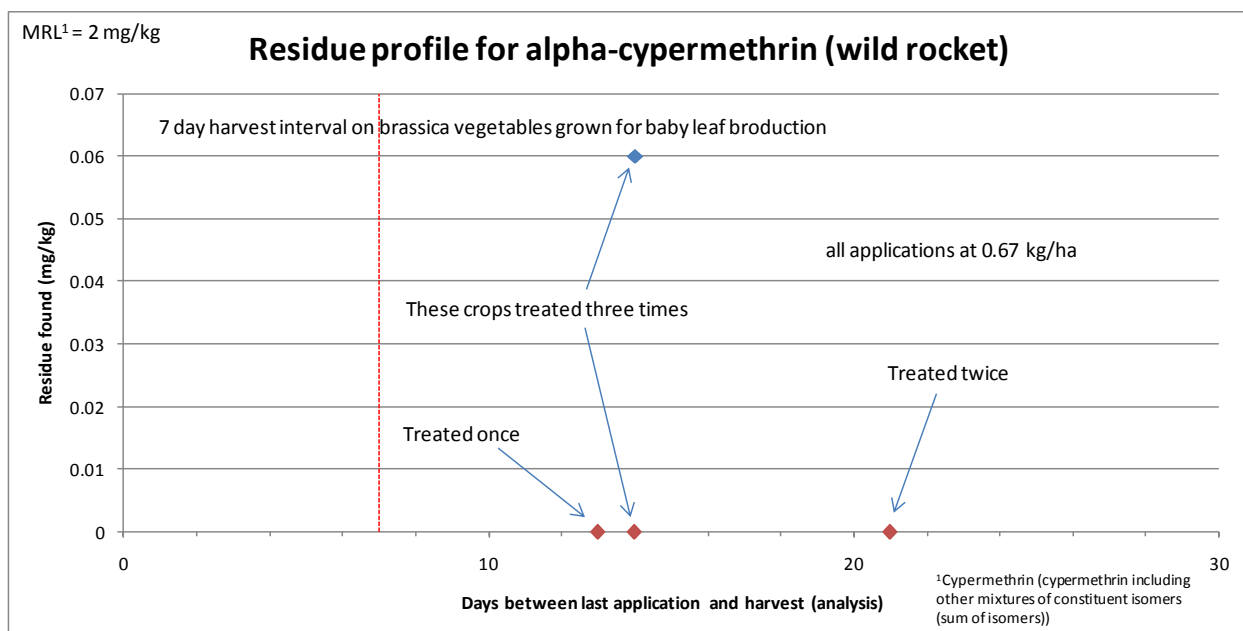 MRL¹ = 2 mg/kg
Residue profile for alpha-cypermethrin (wild rocket)
0.07
7 day harvest interval on brassica vegetables grown for baby leaf broduction
0.06
0.05
all applications at 0.67 kg/ha
0.04
These crops treated three times
0.03
Treated twice
0.02
Treated once
0.01
0
Residue found (mg/kg)
0 10 20 30
Days between last application and harvest (analysis)
¹Cypermethrin (cypermethrin including
other mixtures of constituent isomers
(sum of isomers))